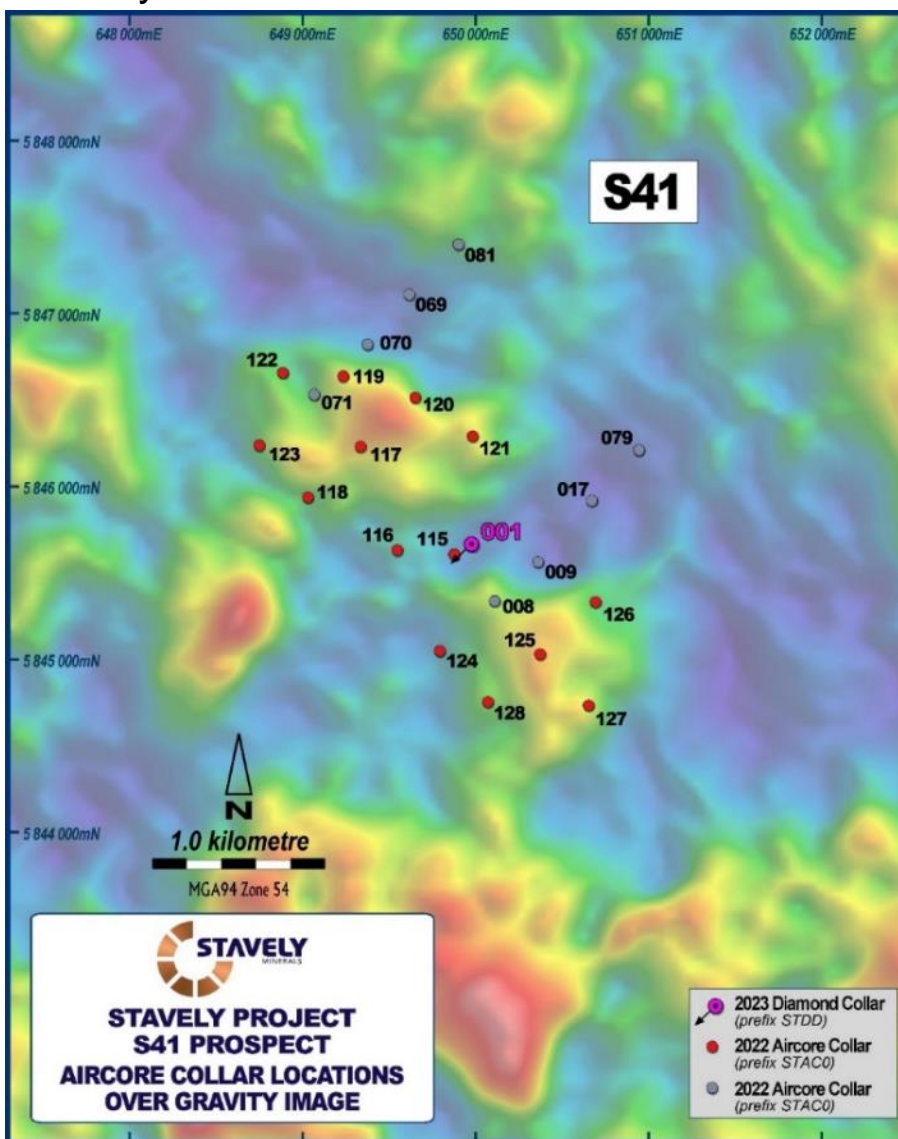 648 000mE
649 000mE
650 000mE
651 000mE
652 000mE
5 848 000mN
S41
081
069
5 847 000mN
070
122
119
071
120
079
123
117
121
017
118
5 846 000mN
116
115
001
009
008
126
125
124
5 845 000mN
128
127
N
5 844 000mN
1.0 kilometre
MGA94 Zone 54
STAVELY
MINERALS
STAVELY PROJECT
S41 PROSPECT
AIRCORE COLLAR LOCATIONS
OVER GRAVITY IMAGE
2023 Diamond Collar
(prefix STDD)
2022 Aircore Collar
(prefix STAC0)
2022 Aircore Collar
(prefix STAC0)